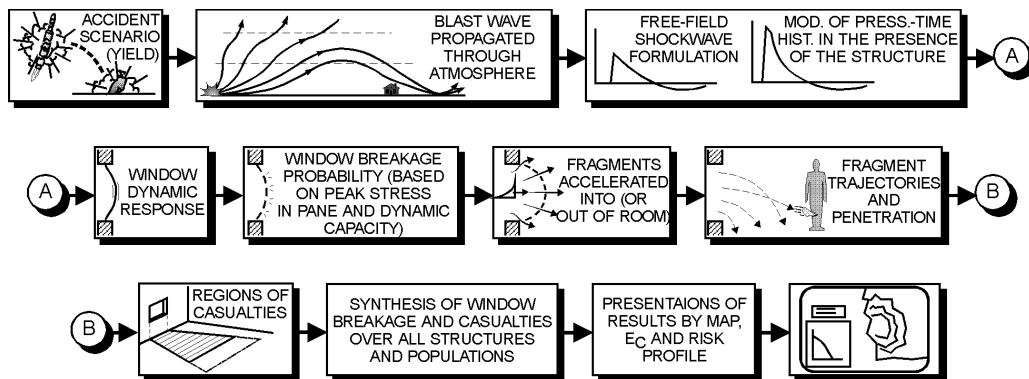 ACCIDENT
SCENARIO
(YIELD)
BLAST WAVE
PROPAGATED
THROUGH
ATMOSPHERE
FREE-FIELD
SHOCKWAVE
FORMULATION
MOD. OF PRESS.-TIME
HIST. IN THE PRESENCE
OF THE STRUCTURE
A
A
WINDOW
DYNAMIC
RESPONSE
WINDOW BREAKAGE
PROBABILITY (BASED
ON PEAK STRESS
IN PANE AND DYNAMIC
CAPACITY)
FRAGMENTS
ACCELERATED
INTO (OR
OUT OF ROOM)
FRAGMENT
TRAJECTORIES
AND
PENETRATION
B
B
REGIONS OF
CASUALTIES
SYNTHESIS OF WINDOW
BREAKAGE AND CASUALTIES
OVER ALL STRUCTURES
AND POPULATIONS
PRESENTAIONS OF
RESULTS BY MAP,
EC AND RISK
PROFILE